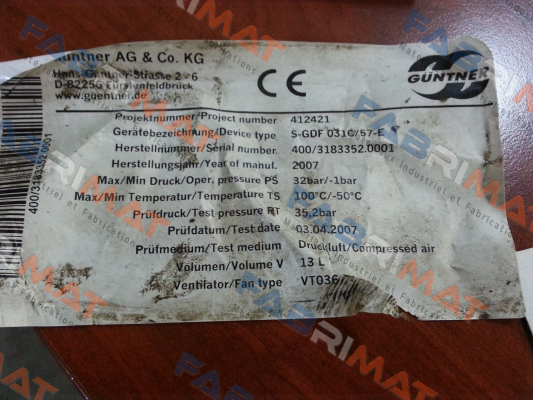 Güntner AG & Co. KG
Hans-Güntner-Strasse 2-6
D-82256 Fürstenfeldbruck
www.guentner.de
CE
GÜNTNER
Projektnummer/Project number 412421
Gerätebezeichnung/Device type S-GDF 031C/57-E
Herstellnummer/Serial number 400/3183352.0001
Herstellungsjahr/Year of manuf. 2007
Max/Min Druck/Oper. pressure PS 32bar/-1bar
Max/Min Temperatur/Temperature TS 100°C/-50°C
Prüfdruck/Test pressure PT 35,2bar
Prüfdatum/Test date 03.04.2007
Prüfmedium/Test medium Druckluft/Compressed air
Volumen/Volume V 13 L
Ventilator/Fan type VT036
400/3183352.0001
FABRIMAT